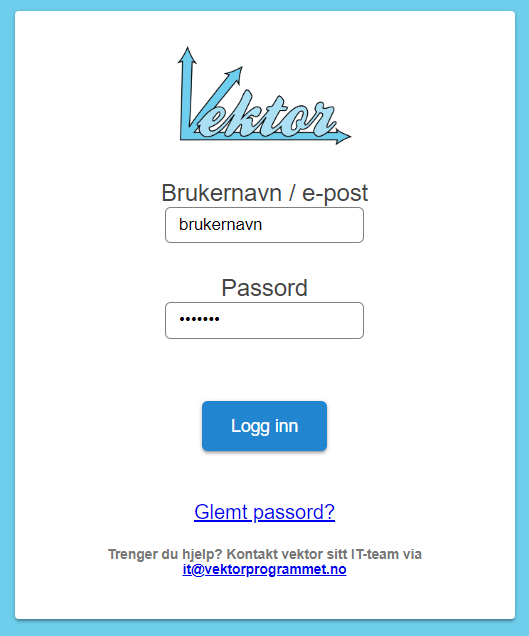 Vektor
Brukernavn / e-post
brukernavn
Passord
•••••••
Logg inn
Glemt passord?
Trenger du hjelp? Kontakt vektor sitt IT-team via
it@vektorprogrammet.no